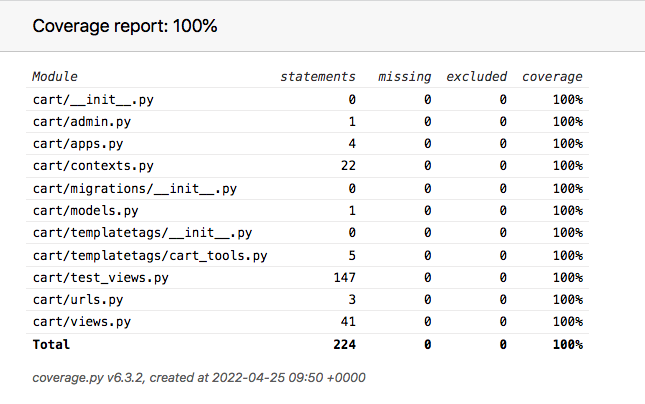 Coverage report: 100%
Module statements missing excluded coverage
cart/__init__.py 0 0 0 100%
cart/admin.py 1 0 0 100%
cart/apps.py 4 0 0 100%
cart/contexts.py 22 0 0 100%
cart/migrations/__init__.py 0 0 0 100%
cart/models.py 1 0 0 100%
cart/templatetags/__init__.py 0 0 0 100%
cart/templatetags/cart_tools.py 5 0 0 100%
cart/test_views.py 147 0 0 100%
cart/urls.py 3 0 0 100%
cart/views.py 41 0 0 100%
Total 224 0 0 100%
coverage.py v6.3.2, created at 2022-04-25 09:50 +0000